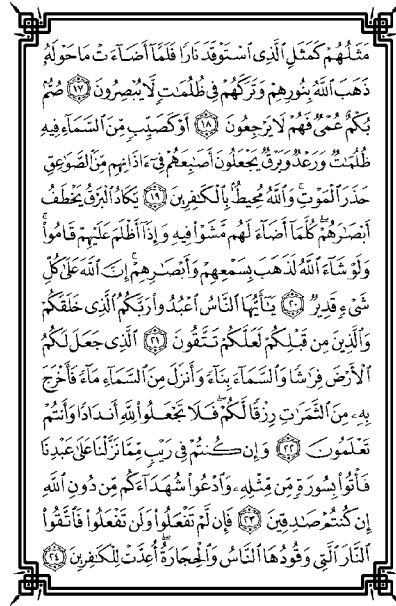 مَثَلُهُمْ كَمَثَلِ ٱلَّذِى ٱسْتَوْقَدَ نَارًا فَلَمَّآ أَضَآءَتْ مَاحَوْلَهُۥ
ذَهَبَ ٱللَّهُ بِنُورِهِمْ وَتَرَكَهُمْ فِى ظُلُمَٰتٍ لَّا يُبْصِرُونَ ١٧ صُمٌّۢ
بُكْمٌ عُمْىٌ فَهُمْ لَا يَرْجِعُونَ ١٨ أَوْ كَصَيِّبٍ مِّنَ ٱلسَّمَآءِ فِيهِ
ظُلُمَٰتٌ وَرَعْدٌ وَبَرْقٌ يَجْعَلُونَ أَصَٰبِعَهُمْ فِىٓ ءَاذَانِهِم مِّنَ ٱلصَّوَٰعِقِ
حَذَرَ ٱلْمَوْتِ ۚ وَٱللَّهُ مُحِيطٌۢ بِٱلْكَٰفِرِينَ ١٩ يَكَادُ ٱلْبَرْقُ يَخْطَفُ
أَبْصَٰرَهُمْ ۖ كُلَّمَآ أَضَآءَ لَهُم مَّشَوْا۟ فِيهِ وَإِذَآ أَظْلَمَ عَلَيْهِمْ قَامُوا۟ ۚ
وَلَوْ شَآءَ ٱللَّهُ لَذَهَبَ بِسَمْعِهِمْ وَأَبْصَٰرِهِمْ ۚ إِنَّ ٱللَّهَ عَلَىٰ كُلِّ
شَىْءٍ قَدِيرٌ ٢٠ يَٰٓأَيُّهَا ٱلنَّاسُ ٱعْبُدُوا۟ رَبَّكُمُ ٱلَّذِى خَلَقَكُمْ
وَٱلَّذِينَ مِن قَبْلِكُمْ لَعَلَّكُمْ تَتَّقُونَ ٢١ ٱلَّذِى جَعَلَ لَكُمُ
ٱلْأَرْضَ فِرَٰشًا وَٱلسَّمَآءَ بِنَآءً وَأَنزَلَ مِنَ ٱلسَّمَآءِ مَآءً فَأَخْرَجَ
بِهِۦ مِنَ ٱلثَّمَرَٰتِ رِزْقًا لَّكُمْ ۖ فَلَا تَجْعَلُوا۟ لِلَّهِ أَندَادًا وَأَنتُمْ
تَعْلَمُونَ ٢٢ وَإِن كُنتُمْ فِى رَيْبٍ مِّمَّا نَزَّلْنَا عَلَىٰ عَبْدِنَا
فَأْتُوا۟ بِسُورَةٍ مِّن مِّثْلِهِۦ وَٱدْعُوا۟ شُهَدَآءَكُم مِّن دُونِ ٱللَّهِ
إِن كُنتُمْ صَٰدِقِينَ ٢٣ فَإِن لَّمْ تَفْعَلُوا۟ وَلَن تَفْعَلُوا۟ فَٱتَّقُوا۟
ٱلنَّارَ ٱلَّتِى وَقُودُهَا ٱلنَّاسُ وَٱلْحِجَارَةُ ۖ أُعِدَّتْ لِلْكَٰفِرِينَ ٢٤